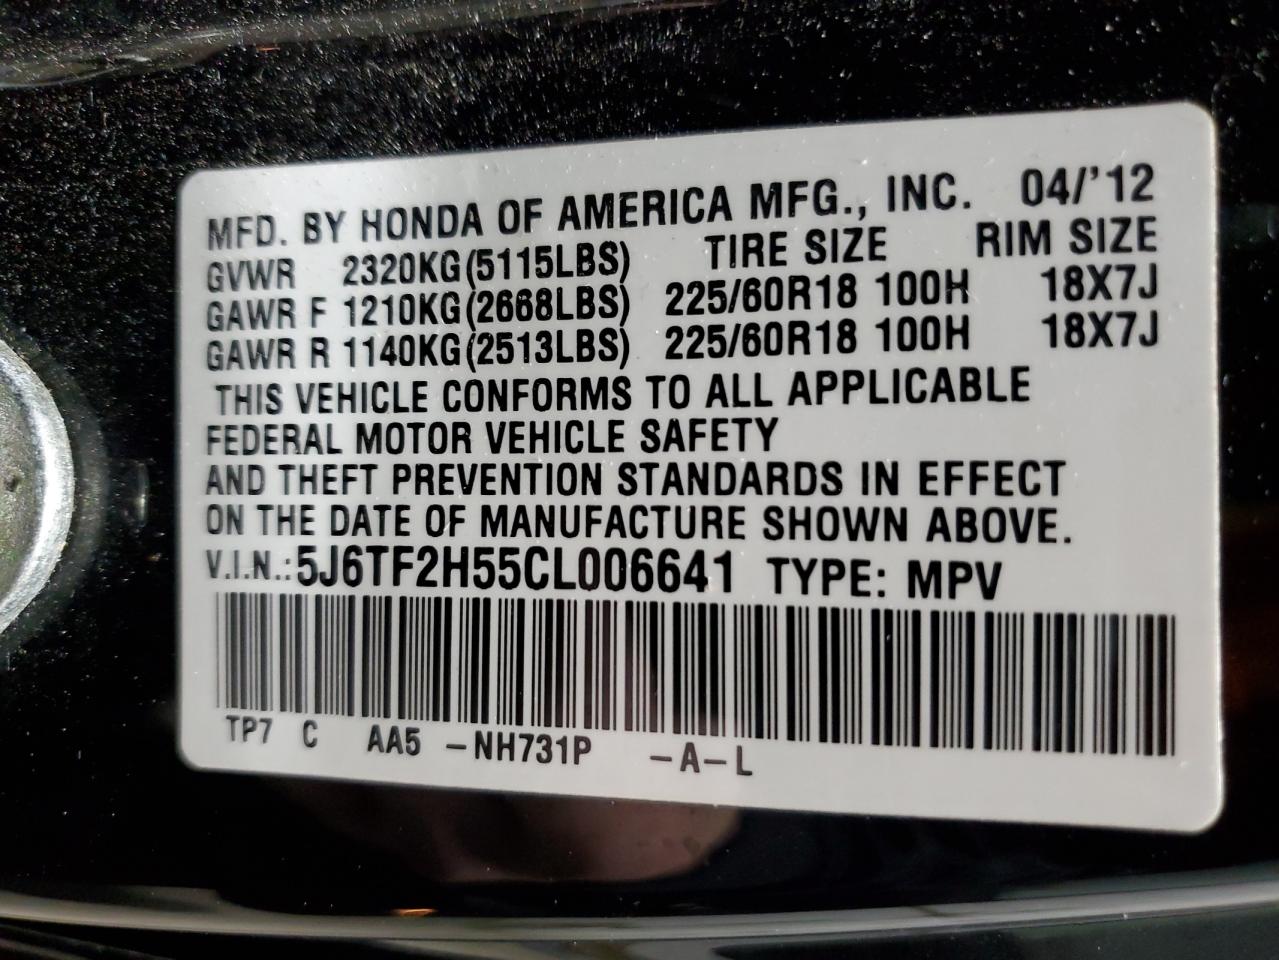 MFD. BY HONDA OF AMERICA MFG., INC. 04/'12
GVWR 2320KG(5115LBS) TIRE SIZE RIM SIZE
GAWR F 1210KG(2668LBS) 225/60R18 100H 18X7J
GAWR R 1140KG(2513LBS) 225/60R18 100H 18X7J
THIS VEHICLE CONFORMS TO ALL APPLICABLE
FEDERAL MOTOR VEHICLE SAFETY
AND THEFT PREVENTION STANDARDS IN EFFECT
ON THE DATE OF MANUFACTURE SHOWN ABOVE.
V.I.N.:5J6TF2H55CL006641 TYPE: MPV
TP7 C AA5 -NH731P -A-L